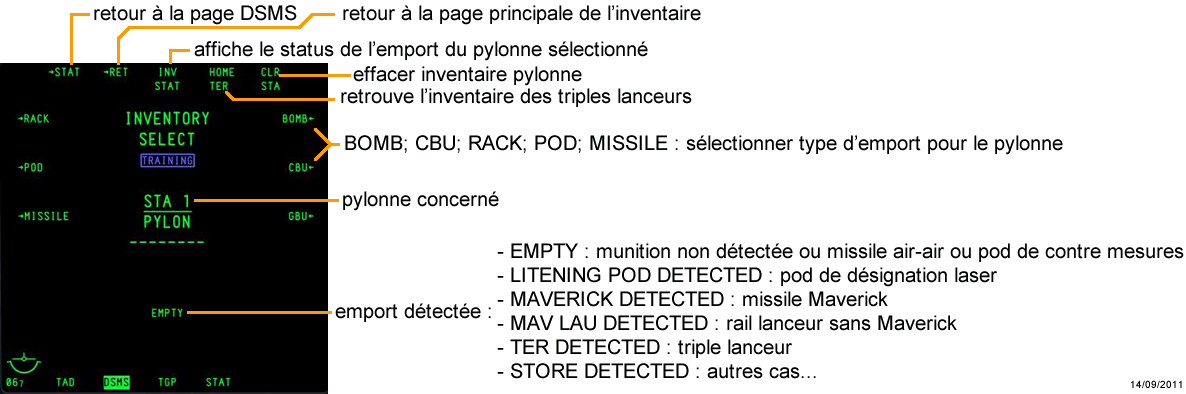 retour à la page DSMS
retour à la page principale de l'inventaire
affiche le status de l'emport du pylonne sélectionné
→STAT →RET INV HOME CLR
STAT TER STA
effacer inventaire pylonne
retrouve l'inventaire des triples lanceurs
→RACK INVENTORY BOMB←
SELECT
TRAINING
BOMB; CBU; RACK; POD; MISSILE : sélectionner type d'emport pour le pylonne
→POD CBU←
STA 1
pylonne concerné
→MISSILE PYLON GBU←
--------
- EMPTY : munition non détectée ou missile air-air ou pod de contre mesures
- LITENING POD DETECTED : pod de désignation laser
- MAVERICK DETECTED : missile Maverick
EMPTY
emport détectée :
- MAV LAU DETECTED : rail lanceur sans Maverick
- TER DETECTED : triple lanceur
- STORE DETECTED : autres cas...
067 TAD DSMS TGP STAT
14/09/2011